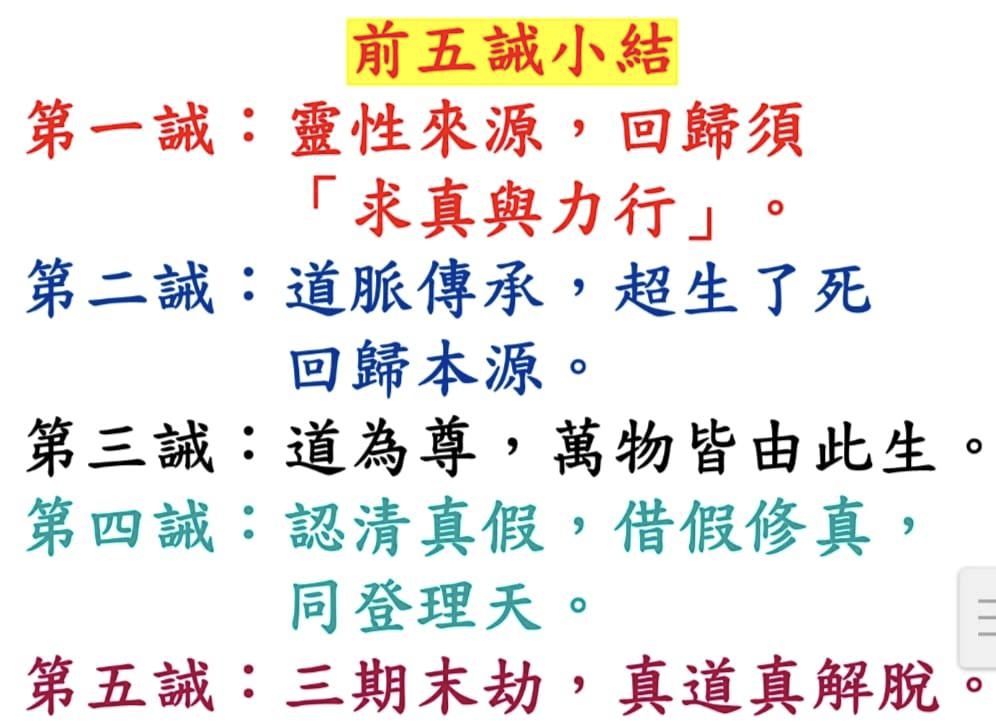 前五誡小結
第一誡：靈性來源，回歸須
「求真與力行」。
第二誡：道脈傳承，超生了死
回歸本源。
第三誡：道為尊，萬物皆由此生。
第四誡：認清真假，借假修真，
同登理天。
第五誡：三期末劫，真道真解脫。